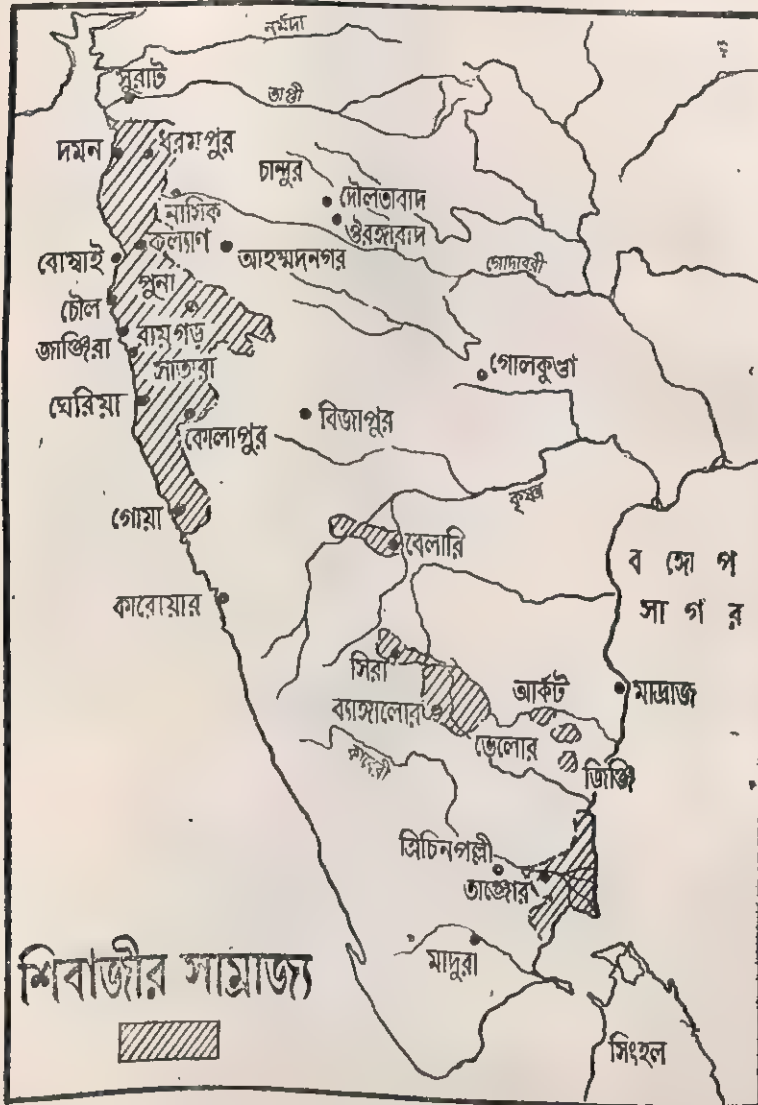 নর্মদা
সুরাট
তাপ্তী
দমন
ধরমপুর
চান্দুর
দৌলতাবাদ
নাসিক
ঔরঙ্গাবাদ
কল্যাণ
আহম্মদনগর
বোম্বাই
গোদাবরী
পুনা
চৌল
রায়গড়
জাঞ্জিরা
সাতারা
গোলকুণ্ডা
ঘেরিয়া
কোলাপুর
বিজাপুর
কৃষ্ণা
গোয়া
বেলারি
ব ঙ্গো প
সা গ র
কারোয়ার
সিরা
আর্কট
মাদ্রাজ
ব্যাঙ্গালোর
ভেলোর
কাবেরী
জিঞ্জি
ত্রিচিনপল্লী
তাঞ্জোর
মাদুরা
শিবাজীর সাম্রাজ্য
সিংহল